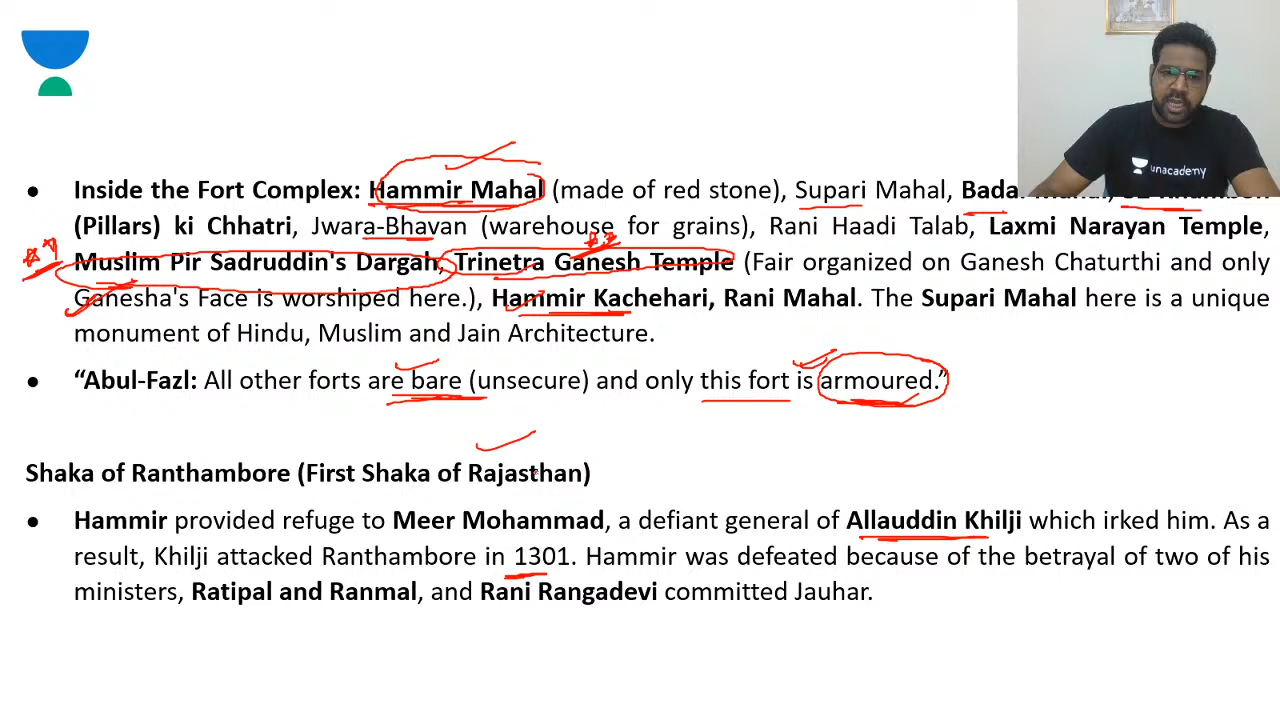 ● Inside the Fort Complex: Hammir Mahal (made of red stone), Supari Mahal,
(Pillars) ki Chhatri, Jwara-Bhavan (warehouse for grains), Rani Haadi Talab, Laxmi Narayan Temple,
Muslim Pir Sadruddin's Dargah, Trinetra Ganesh Temple (Fair organized on Ganesh Chaturthi and only
Ganesha's Face is worshiped here.), Hammir Kachehari, Rani Mahal. The Supari Mahal here is a unique
monument of Hindu, Muslim and Jain Architecture.
● “Abul-Fazl: All other forts are bare (unsecure) and only this fort is armoured.”
Shaka of Ranthambore (First Shaka of Rajasthan)
● Hammir provided refuge to Meer Mohammad, a defiant general of Allauddin Khilji which irked him. As a
result, Khilji attacked Ranthambore in 1301. Hammir was defeated because of the betrayal of two of his
ministers, Ratipal and Ranmal, and Rani Rangadevi committed Jauhar.
unacademy